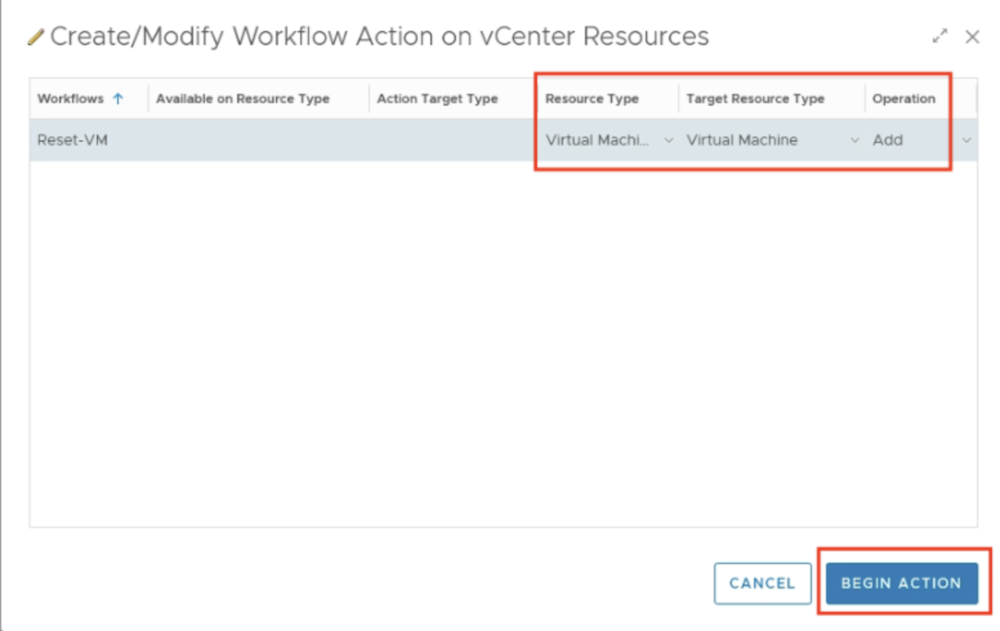 Create/Modify Workflow Action on vCenter Resources
Workflows Available on Resource Type Action Target Type Resource Type Target Resource Type Operation
Reset-VM Virtual Machi... Virtual Machine Add
CANCEL BEGIN ACTION